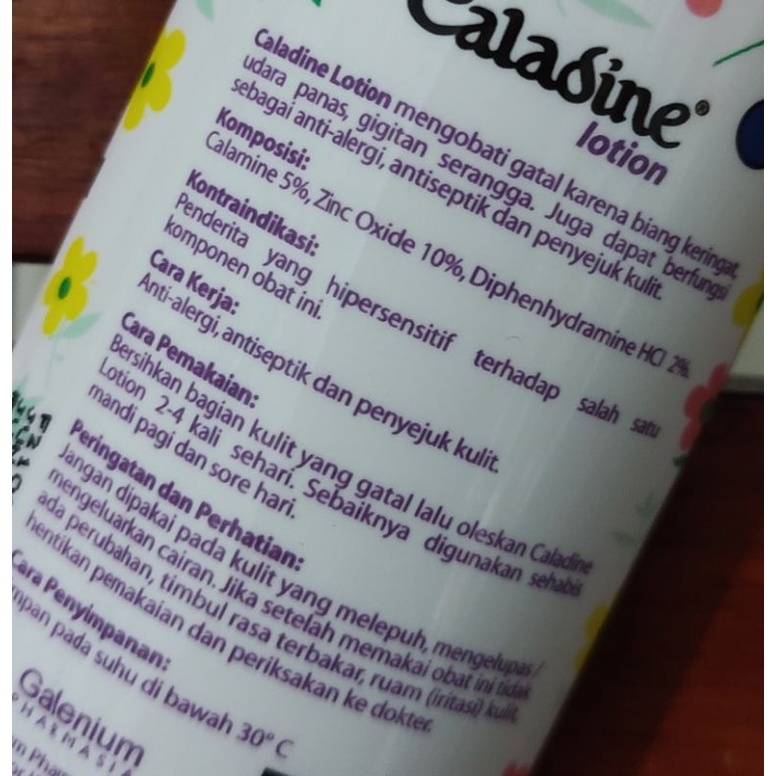 Caladine®
lotion
Caladine Lotion mengobati gatal karena biang keringat,
udara panas, gigitan serangga. Juga dapat berfungsi
sebagai anti-alergi, antiseptik dan penyejuk kulit.
Komposisi:
Calamine 5%, Zinc Oxide 10%, Diphenhydramine HCl 2%.
Kontraindikasi:
Penderita yang hipersensitif terhadap salah satu
komponen obat ini.
Cara Kerja:
Anti-alergi, antiseptik dan penyejuk kulit.
Cara Pemakaian:
Bersihkan bagian kulit yang gatal lalu oleskan Caladine
Lotion 2-4 kali sehari. Sebaiknya digunakan sehabis
mandi pagi dan sore hari.
Peringatan dan Perhatian:
Jangan dipakai pada kulit yang melepuh, mengelupas/
mengeluarkan cairan. Jika setelah memakai obat ini tidak
ada perubahan, timbul rasa terbakar, ruam (iritasi) kulit,
hentikan pemakaian dan periksakan ke dokter.
Cara Penyimpanan:
mpan pada suhu di bawah 30° C
Galenium
PHARMASIA